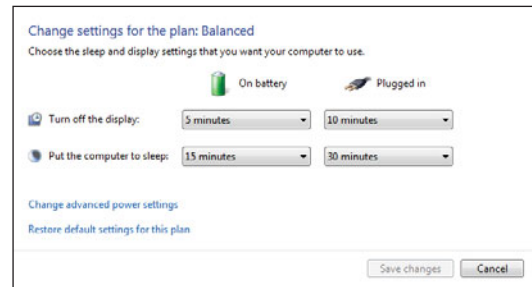 Change settings for the plan: Balanced
Choose the sleep and display settings that you want your computer to use.
On battery Plugged in
Turn off the display: 5 minutes 10 minutes
Put the computer to sleep: 15 minutes 30 minutes
Change advanced power settings
Restore default settings for this plan
Save changes Cancel